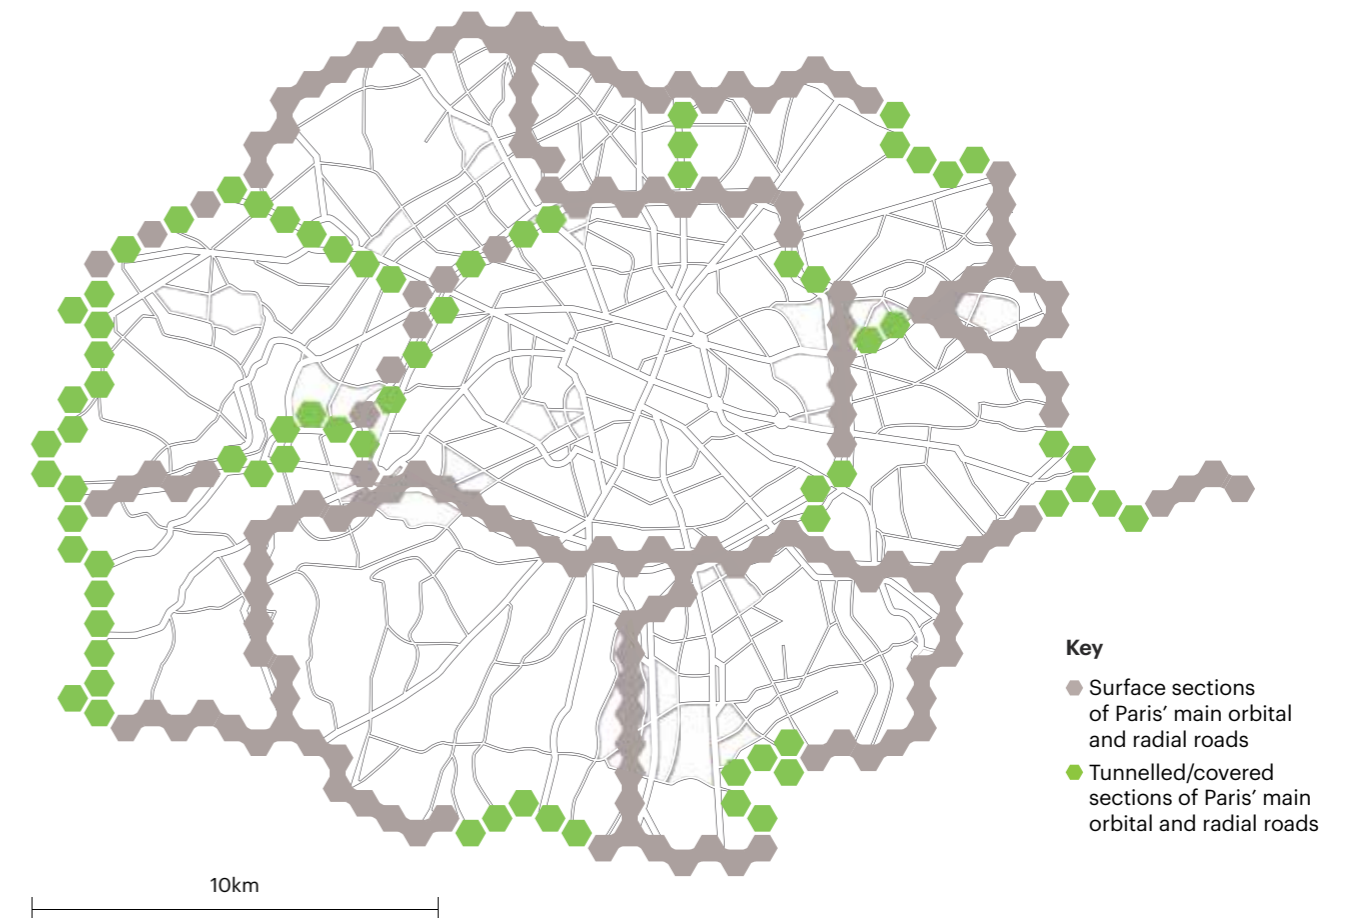 Key
Surface sections
of Paris’ main orbital
and radial roads
Tunnelled/covered
sections of Paris’ main
orbital and radial roads
10km